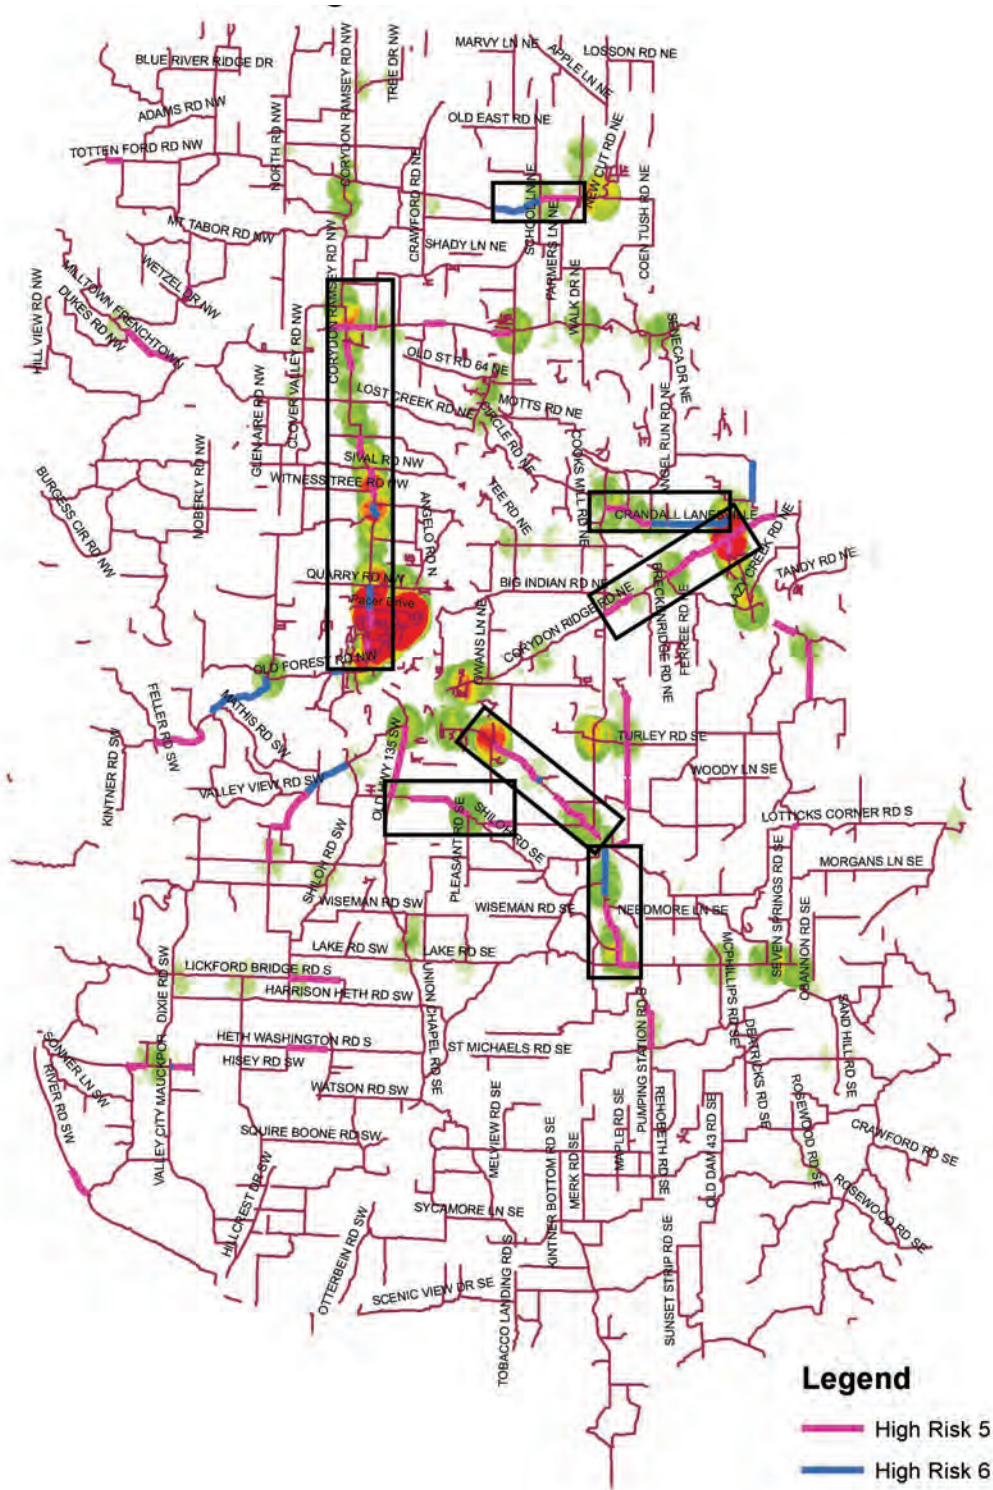 MARVY LN NE
LOSSON RD NE
APPLE LN NE
BLUE RIVER RIDGE DR
TREE DR NW
CORYDON RAMSEY RD NW
ADAMS RD NW
OLD EAST RD NE
NEW CUT RD NE
TOTTEN FORD RD NW
NORTH RD NW
CRAWFORD RD NE
SCHOOL LN NE
COEN TUSH RD NE
MT TABOR RD NW
SHADY LN NE
FARMERS LN NE
WETZEL DR NW
MILLTOWN FRENCHTOWN
DUKES RD NW
HILL VIEW RD NW
CORYDON RAMSEY RD NW
WALK DR NE
SENECA DR NE
CLOVER VALLEY RD NW
OLD ST RD 64 NE
GLENAIRE RD NW
LOST CREEK RD NE
MOTTS RD NE
CIRCLE RD NE
ANGEL RUN RD NE
MOBERLY RD NW
SIVAL RD NW
WITNESS TREE RD NW
COOKS MILL RD NE
BURGESS CIR RD NW
ANGELO RD N
CRANDALL LANESVILLE
QUARRY RD NW
BIG INDIAN RD NE
TANDY RD NE
Pacer Drive
CORYDON RIDGE RD NE
BRECKENRIDGE RD NE
FERREE RD SE
OLD FOREST RD NW
FELLER RD SW
MATHIS RD SW
KINTNER RD SW
OLD HWY 135 SW
TURLEY RD SE
VALLEY VIEW RD SW
WOODY LN SE
SHILOH RD SE
LOTTICKS CORNER RD S
SHILOH RD SW
PLEASANT RD SE
MORGANS LN SE
WISEMAN RD SW
WISEMAN RD SE
NEEDMORE LN SE
SEVEN SPRINGS RD SE
OBANNON RD SE
LAKE RD SW
LAKE RD SE
MCPHILLIPS RD SE
LICKFORD BRIDGE RD S
HARRISON HETH RD SW
UNION CHAPEL RD SE
VALLEY CITY MAUCKPOR
DIXIE RD SW
PUMPING STATION RD S
SAND HILL RD SE
DEATRICKS RD SE
HETH WASHINGTON RD S
ST MICHAELS RD SE
SONNER LN SW
HISEY RD SW
RIVER RD SW
WATSON RD SW
MELVIEW RD SE
MAPLE RD SE
REHOBETH RD SE
OLD DAM 43 RD SE
ROSEWOOD RD SE
CRAWFORD RD SE
SQUIRE BOONE RD SW
KINTNER BOTTOM RD SE
MERK RD SE
HILLCREST DR SW
ROSEWOOD RD SE
SYCAMORE LN SE
OTTERBEIN RD SW
SCENIC VIEW DR SE
TOBACCO LANDING RD S
SUNSET STRIP RD SE
Legend
High Risk 5
High Risk 6